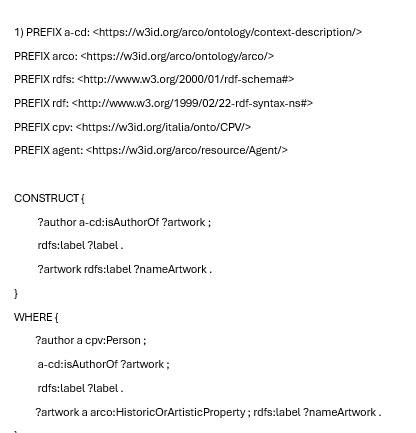 1) PREFIX a-cd: <https://w3id.org/arco/ontology/context-description/>
PREFIX arco: <https://w3id.org/arco/ontology/arco/>
PREFIX rdfs: <http://www.w3.org/2000/01/rdf-schema#>
PREFIX rdf: <http://www.w3.org/1999/02/22-rdf-syntax-ns#>
PREFIX cpv: <https://w3id.org/italia/onto/CPV/>
PREFIX agent: <https://w3id.org/arco/resource/Agent/>
CONSTRUCT {
?author a-cd:isAuthorOf ?artwork ;
rdfs:label ?label .
?artwork rdfs:label ?nameArtwork .
}
WHERE {
?author a cpv:Person ;
a-cd:isAuthorOf ?artwork ;
rdfs:label ?label .
?artwork a arco:HistoricOrArtisticProperty ; rdfs:label ?nameArtwork .